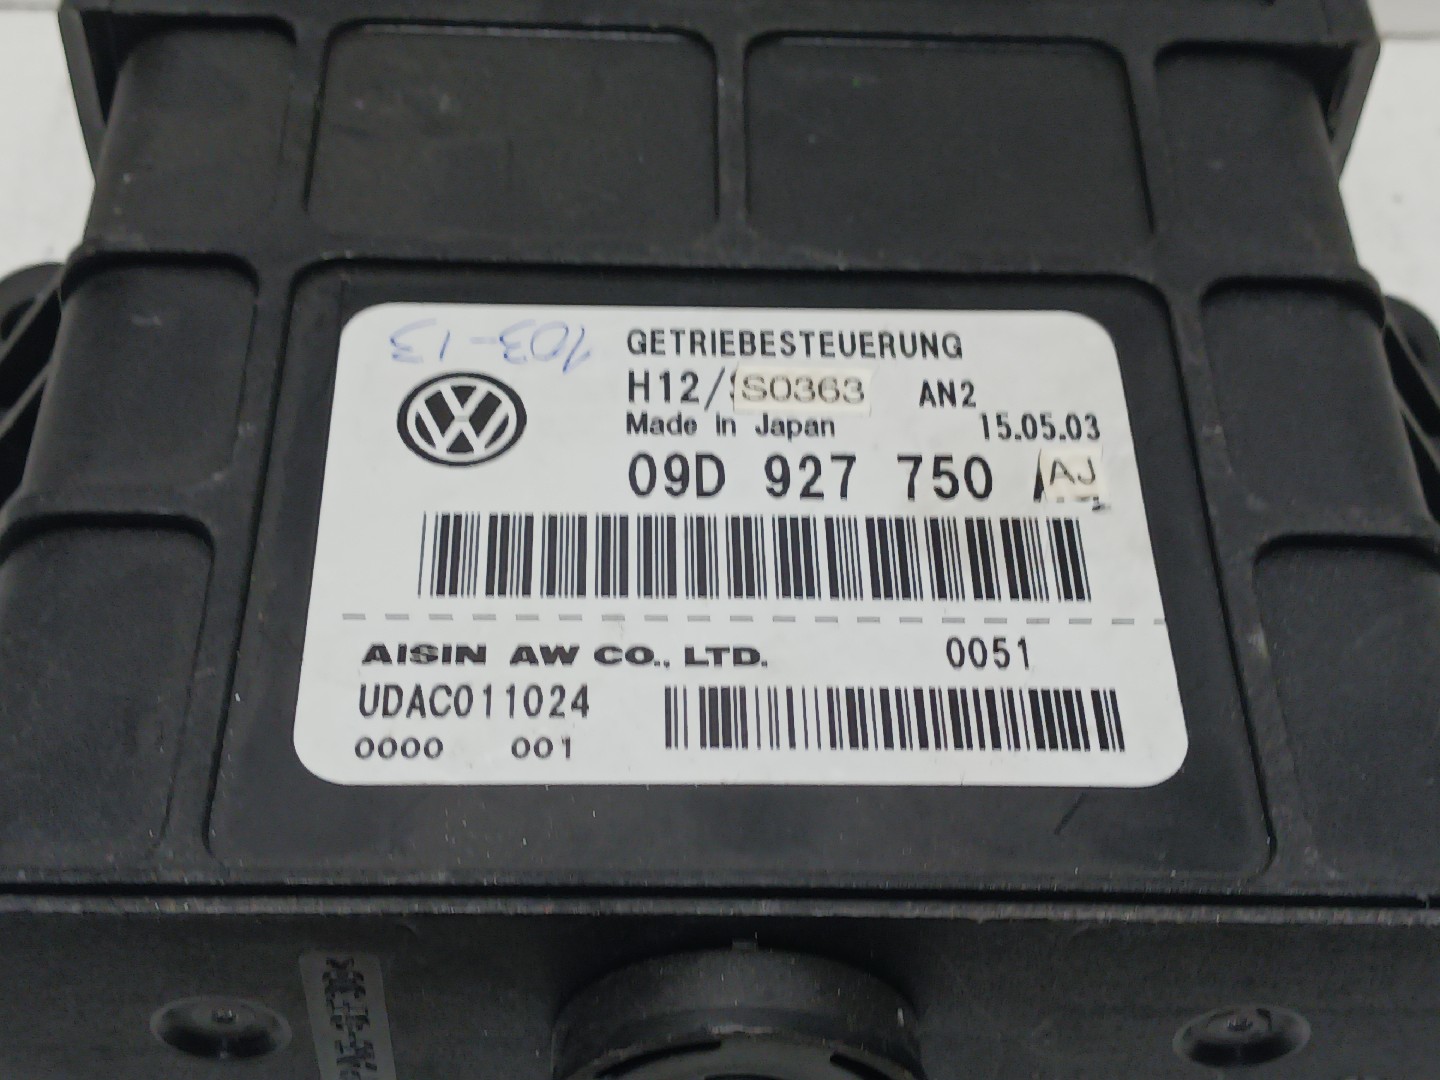 103-13
GETRIEBESTEUERUNG
H12/ S0363 AN2
Made in Japan 15.05.03
09D 927 750 AJ
AISIN AW CO., LTD. 0051
UDAC011024
0000 001